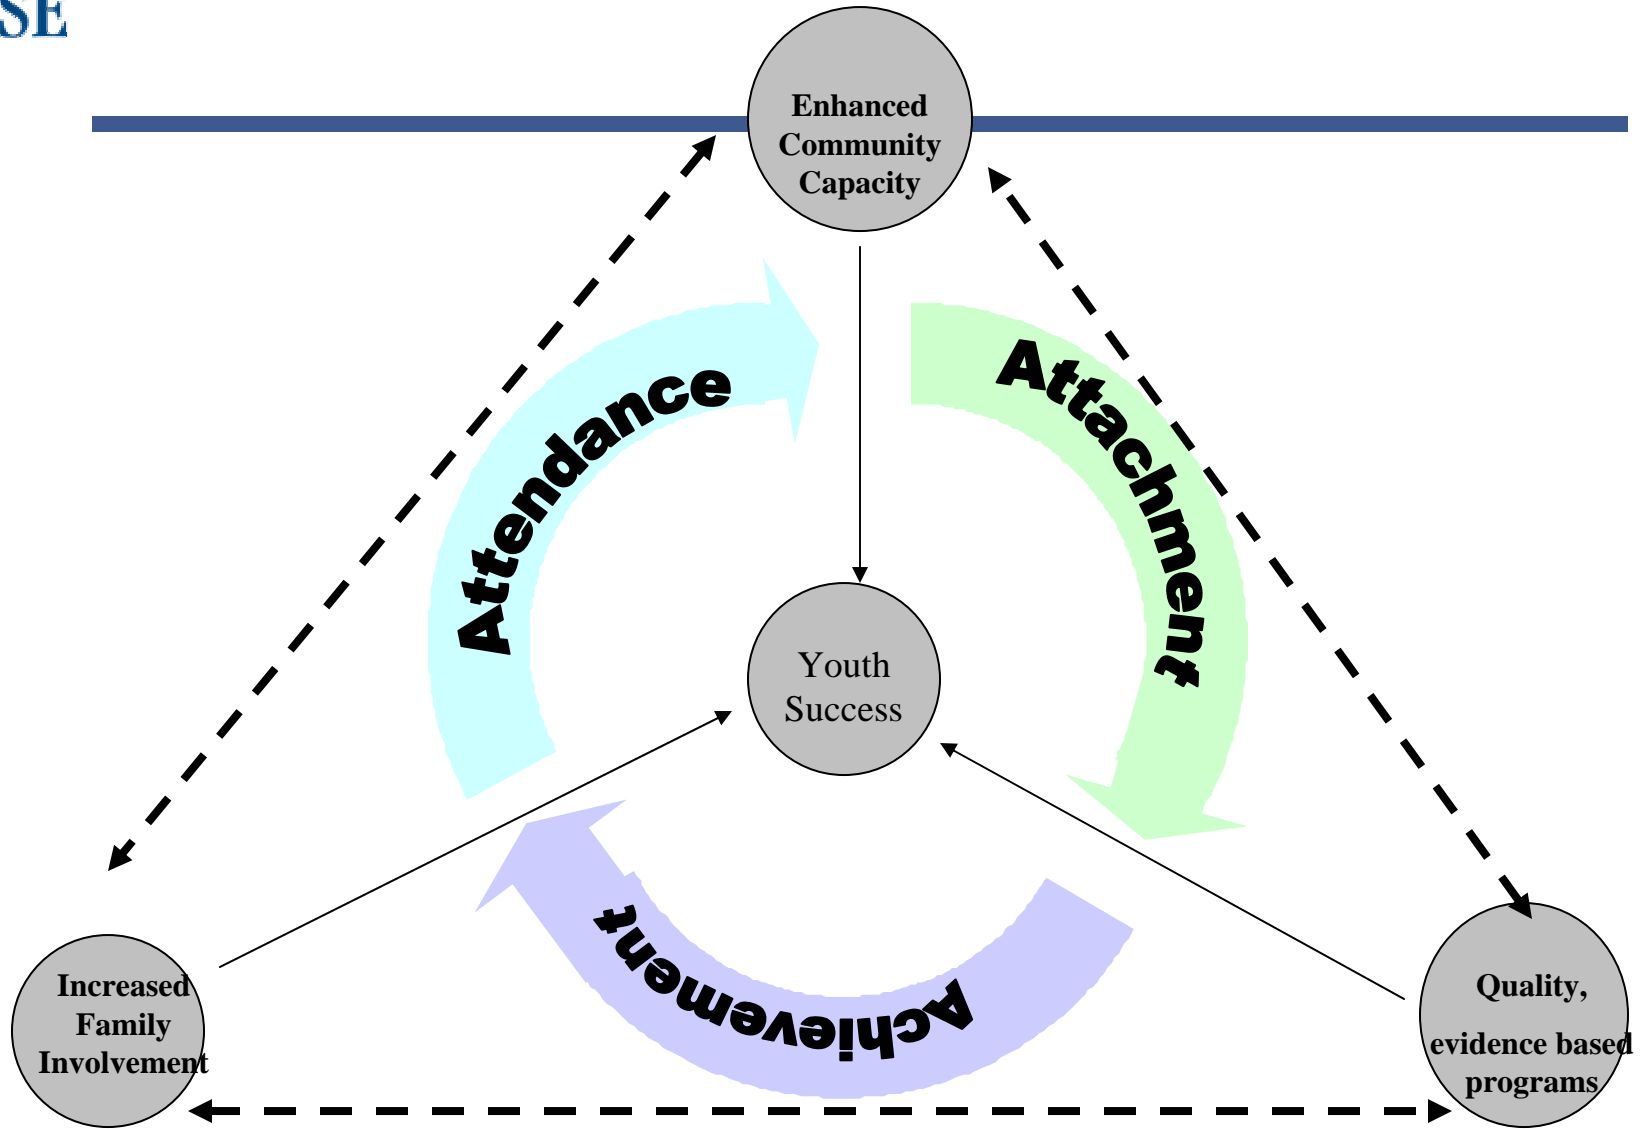 SE
Enhanced
Community
Capacity
Attendance
Attachment
Youth
Success
Achievement
Increased
Family
Involvement
Quality,
evidence based
programs